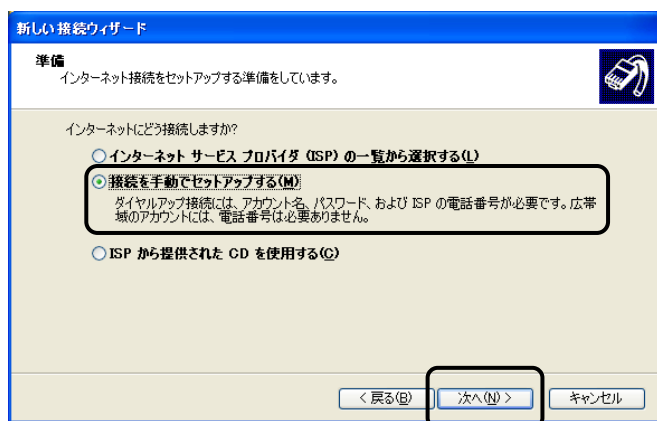 新しい接続ウィザード
準備
インターネット接続をセットアップする準備をしています。
インターネットにどう接続しますか?
インターネット サービス プロバイダ (ISP) の一覧から選択する(L)
接続を手動でセットアップする(M)
ダイヤルアップ接続には、アカウント名、パスワード、および ISP の電話番号が必要です。広帯
域のアカウントには、電話番号は必要ありません。
ISP から提供された CD を使用する(C)
< 戻る(B) 次へ(N) > キャンセル